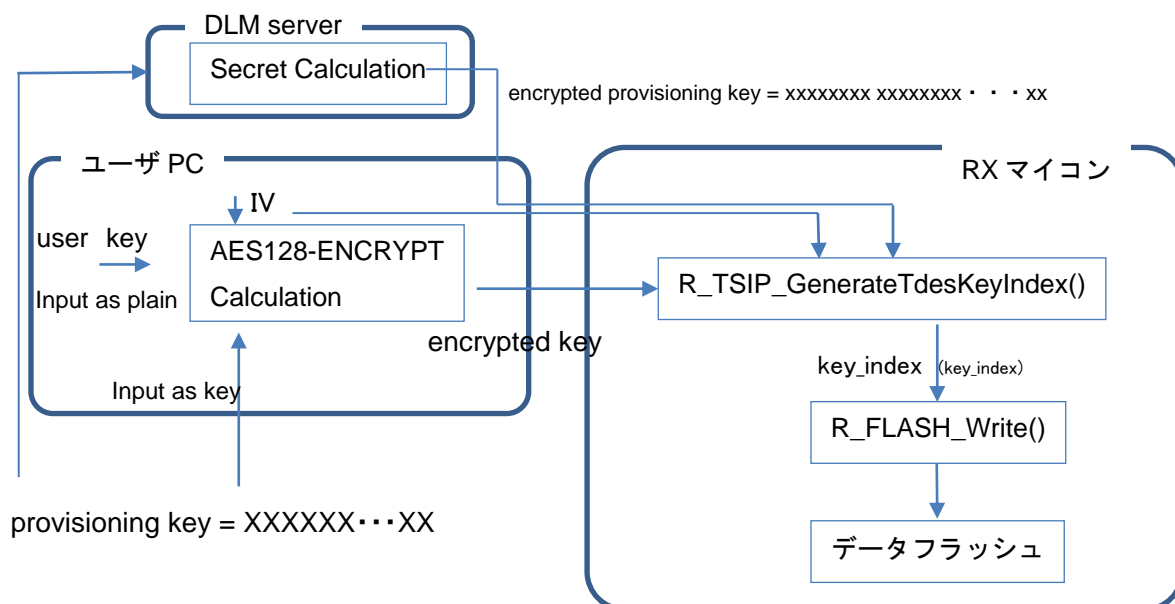 DLM server
Secret Calculation
encrypted provisioning key = xxxxxxxx xxxxxxxx・・・xx
ユーザ PC
RX マイコン
IV
user key
AES128-ENCRYPT
Calculation
Input as plain
R_TSIP_GenerateTdesKeyIndex()
encrypted key
key_index (key_index)
Input as key
R_FLASH_Write()
provisioning key = XXXXXX・・・XX
データフラッシュ